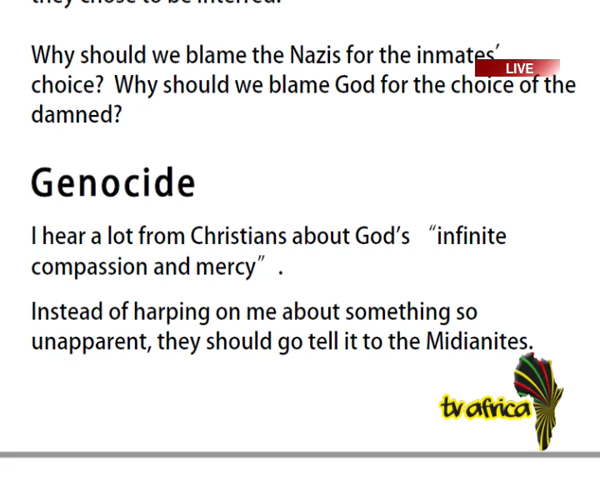 Why should we blame the Nazis for the inmates’
LIVE
choice?  Why should we blame God for the choice of the
damned?
Genocide
I hear a lot from Christians about God’s “infinite
compassion and mercy”.
Instead of harping on me about something so
unapparent, they should go tell it to the Midianites.
tv africa